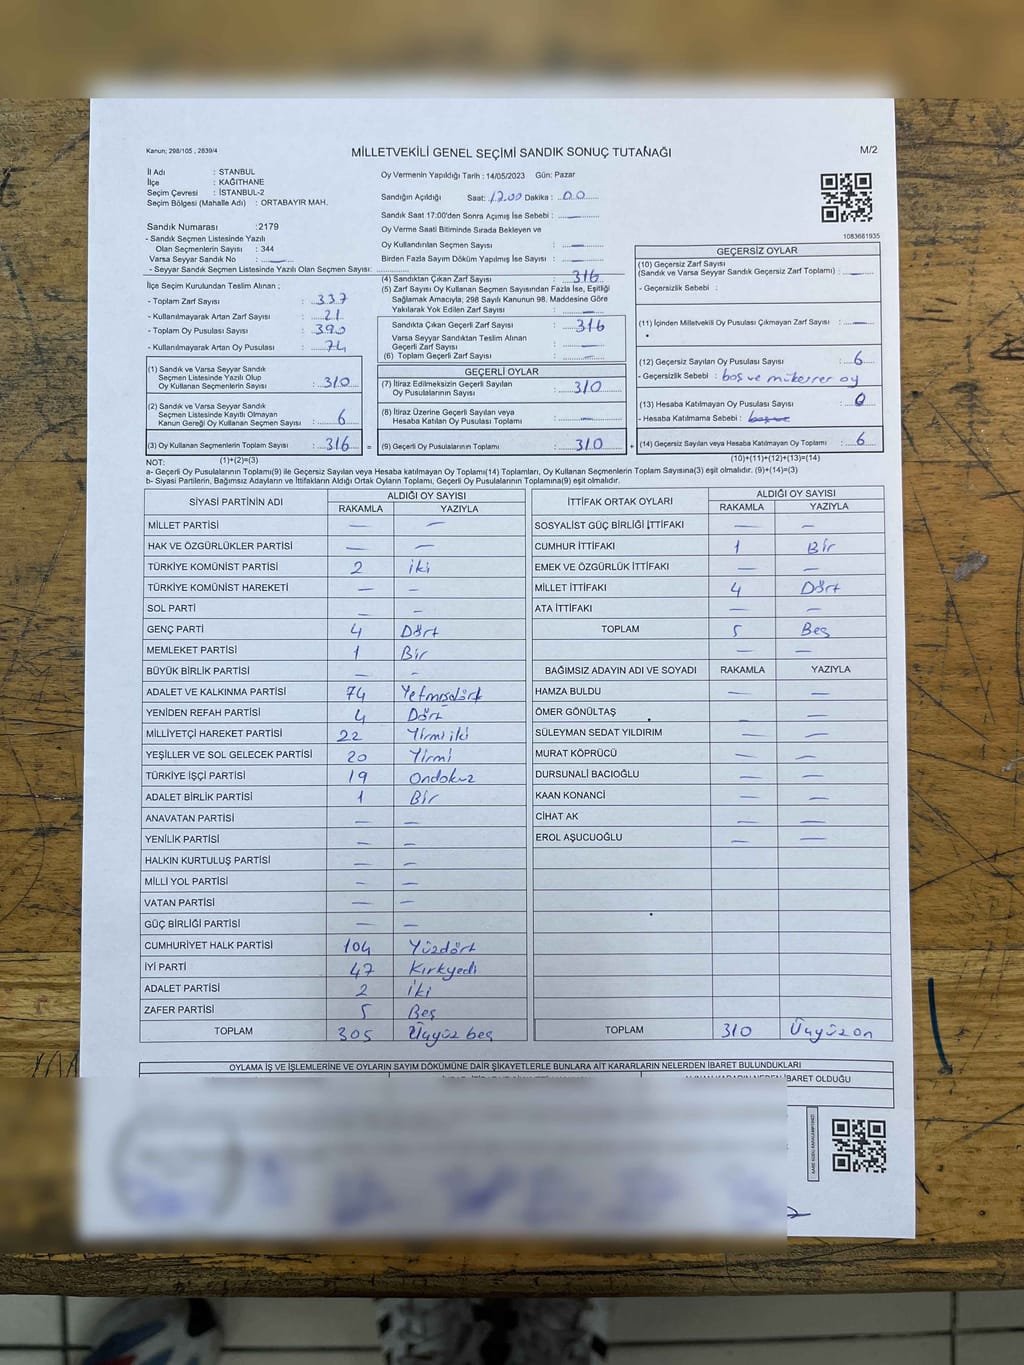 Kanun; 298/105 , 2839/4
MİLLETVEKİLİ GENEL SEÇİMİ SANDIK SONUÇ TUTANAĞI
M/2
İl Adı : İSTANBUL
İlçe : KAĞITHANE
Seçim Çevresi : İSTANBUL-2
Seçim Bölgesi (Mahalle Adı) : ORTABAYIR MAH.
Oy Vermenin Yapıldığı Tarih : 14/05/2023 Gün: Pazar
Sandığın Açıldığı Saat: 17.00 Dakika : 00
Sandık Saat 17:00'den Sonra Açımış İse Sebebi : —
Oy Verme Saati Bitiminde Sırada Bekleyen ve
Oy Kullandırılan Seçmen Sayısı : —
Birden Fazla Sayım Döküm Yapılmış İse Sayısı : —
1083661935
Sandık Numarası :2179
- Sandık Seçmen Listesinde Yazılı
Olan Seçmenlerin Sayısı : 344
Varsa Seyyar Sandık No : —
- Seyyar Sandık Seçmen Listesinde Yazılı Olan Seçmen Sayısı:
İlçe Seçim Kurulundan Teslim Alınan ;
- Toplam Zarf Sayısı : 337
- Kullanılmayarak Artan Zarf Sayısı : 21
- Toplam Oy Pusulası Sayısı : 390
- Kullanılmayarak Artan Oy Pusulası : 74
(4) Sandıktan Çıkan Zarf Sayısı : 316
(5) Zarf Sayısı Oy Kullanan Seçmen Sayısından Fazla İse, Eşitliği
Sağlamak Amacıyla; 298 Sayılı Kanunun 98. Maddesine Göre
Yakılarak Yok Edilen Zarf Sayısı : —
Sandıkta Çıkan Geçerli Zarf Sayısı : 316
Varsa Seyyar Sandıktan Teslim Alınan
Geçerli Zarf Sayısı : —
(6) Toplam Geçerli Zarf Sayısı : —
GEÇERSİZ OYLAR
(10) Geçersiz Zarf Sayısı
(Sandık ve Varsa Seyyar Sandık Geçersiz Zarf Toplamı) : —
- Geçersizlik Sebebi :
(11) İçinden Milletvekili Oy Pusulası Çıkmayan Zarf Sayısı : —
(12) Geçersiz Sayılan Oy Pusulası Sayısı : 6
- Geçersizlik Sebebi : boş ve mükerrer oy
(13) Hesaba Katılmayan Oy Pusulası Sayısı : 0
- Hesaba Katılmama Sebebi :
(14) Geçersiz Sayılan veya Hesaba Katılmayan Oy Toplamı : 6
(10)+(11)+(12)+(13)=(14)
(1) Sandık ve Varsa Seyyar Sandık
Seçmen Listesinde Yazılı Olup
Oy Kullanan Seçmenlerin Sayısı : 310
(2) Sandık ve Varsa Seyyar Sandık
Seçmen Listesinde Kayıtlı Olmayan
Kanun Gereği Oy Kullanan Seçmen Sayısı : 6
(3) Oy Kullanan Seçmenlerin Toplam Sayısı : 316 =
(1)+(2)=(3)
GEÇERLİ OYLAR
(7) İtiraz Edilmeksizin Geçerli Sayılan
Oy Pusulalarının Sayısı : 310
(8) İtiraz Üzerine Geçerli Sayılan veya
Hesaba Katılan Oy Pusulası Toplamı : —
(9) Geçerli Oy Pusulalarının Toplamı : 310 +
NOT:
a- Geçerli Oy Pusulalarının Toplamı(9) ile Geçersiz Sayılan veya Hesaba katılmayan Oy Toplamı(14) Toplamları, Oy Kullanan Seçmenlerin Toplam Sayısına(3) eşit olmalıdır. (9)+(14)=(3)
b- Siyasi Partilerin, Bağımsız Adayların ve İttifakların Aldığı Ortak Oyların Toplamı, Geçerli Oy Pusulalarının Toplamına(9) eşit olmalıdır.
SİYASİ PARTİNİN ADI ALDIĞI OY SAYISI
RAKAMLA YAZIYLA
MİLLET PARTİSİ — —
HAK VE ÖZGÜRLÜKLER PARTİSİ — —
TÜRKİYE KOMÜNİST PARTİSİ 2 iki
TÜRKİYE KOMÜNİST HAREKETİ — —
SOL PARTİ — —
GENÇ PARTİ 4 Dört
MEMLEKET PARTİSİ 1 Bir
BÜYÜK BİRLİK PARTİSİ — —
ADALET VE KALKINMA PARTİSİ 74 Yetmişdört
YENİDEN REFAH PARTİSİ 4 Dört
MİLLİYETÇİ HAREKET PARTİSİ 22 Yirmi iki
YEŞİLLER VE SOL GELECEK PARTİSİ 20 Yirmi
TÜRKİYE İŞÇİ PARTİSİ 19 Ondokuz
ADALET BİRLİK PARTİSİ 1 Bir
ANAVATAN PARTİSİ — —
YENİLİK PARTİSİ — —
HALKIN KURTULUŞ PARTİSİ — —
MİLLİ YOL PARTİSİ — —
VATAN PARTİSİ — —
GÜÇ BİRLİĞİ PARTİSİ — —
CUMHURİYET HALK PARTİSİ 104 Yüzdört
İYİ PARTİ 47 Kırkyedi
ADALET PARTİSİ 2 iki
ZAFER PARTİSİ 5 Beş
TOPLAM 305 Üçyüz beş
İTTİFAK ORTAK OYLARI ALDIĞI OY SAYISI
RAKAMLA YAZIYLA
SOSYALİST GÜÇ BİRLİĞİ İTTİFAKI — —
CUMHUR İTTİFAKI 1 Bir
EMEK VE ÖZGÜRLÜK İTTİFAKI — —
MİLLET İTTİFAKI 4 Dört
ATA İTTİFAKI — —
TOPLAM 5 Beş
— —
BAĞIMSIZ ADAYIN ADI VE SOYADI RAKAMLA YAZIYLA
HAMZA BULDU — —
ÖMER GÖNÜLTAŞ — —
SÜLEYMAN SEDAT YILDIRIM — —
MURAT KÖPRÜCÜ — —
DURSUNALİ BACIOĞLU — —
KAAN KONANCİ — —
CİHAT AK — —
EROL AŞUCUOĞLU — —
TOPLAM 310 Üçyüz on
OYLAMA İŞ VE İŞLEMLERİNE VE OYLARIN SAYIM DÖKÜMÜNE DAİR ŞİKAYETLERLE BUNLARA AİT KARARLARIN NELERDEN İBARET BULUNDUKLARI
İBARET OLDUĞU